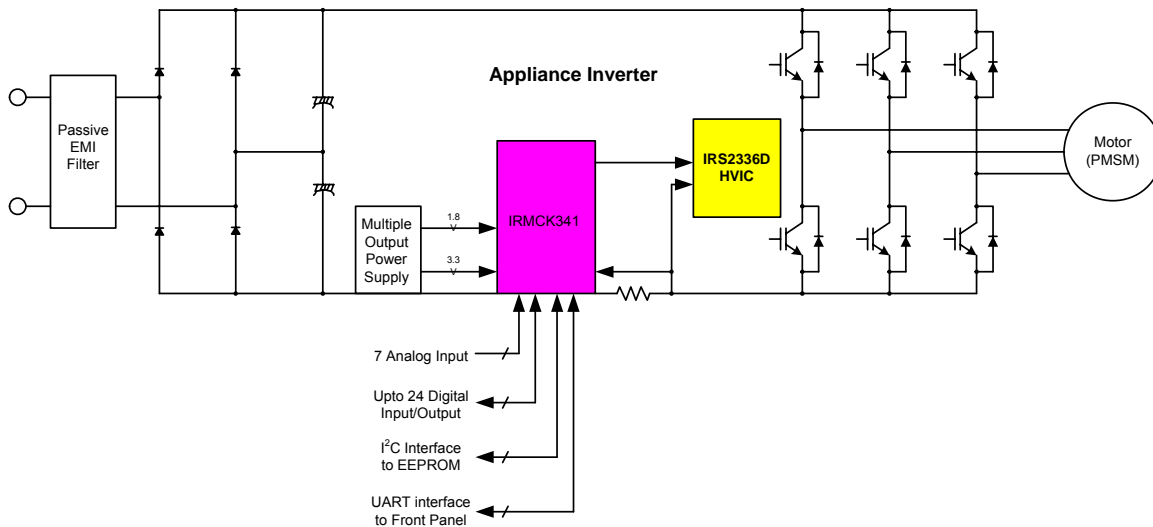 Appliance Inverter
Passive
EMI
Filter
IRS2336D
HVIC
Motor
(PMSM)
IRMCK341
Multiple
Output
Power
Supply
1.8
V
3.3
V
7 Analog Input
Upto 24 Digital
Input/Output
I²C Interface
to EEPROM
UART interface
to Front Panel